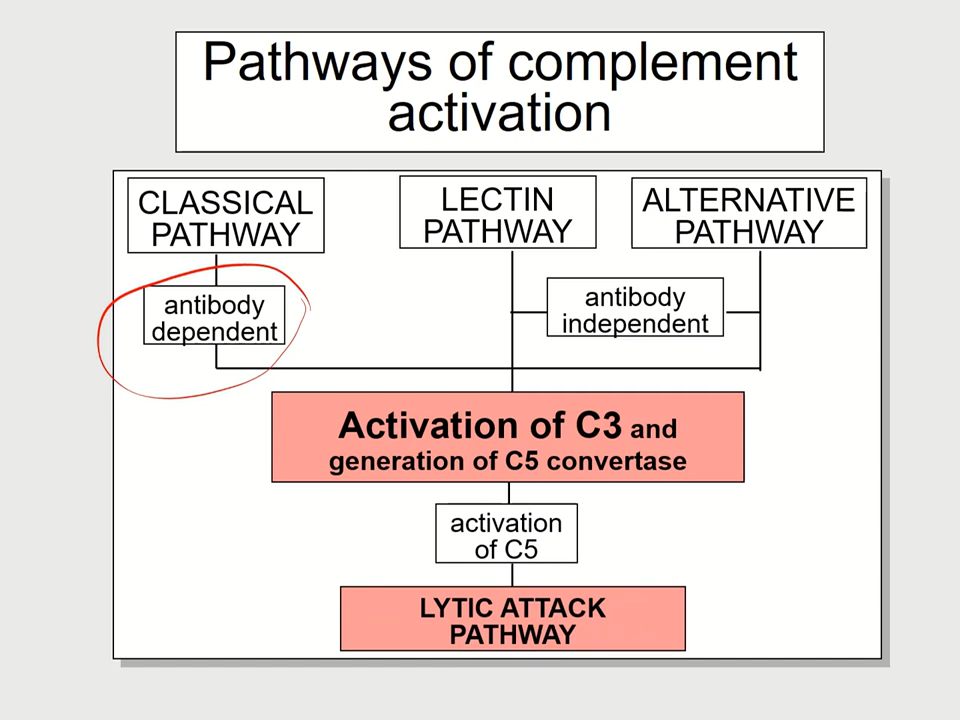 Pathways of complement
activation
CLASSICAL
PATHWAY
LECTIN
PATHWAY
ALTERNATIVE
PATHWAY
antibody
dependent
antibody
independent
Activation of C3 and
generation of C5 convertase
activation
of C5
LYTIC ATTACK
PATHWAY